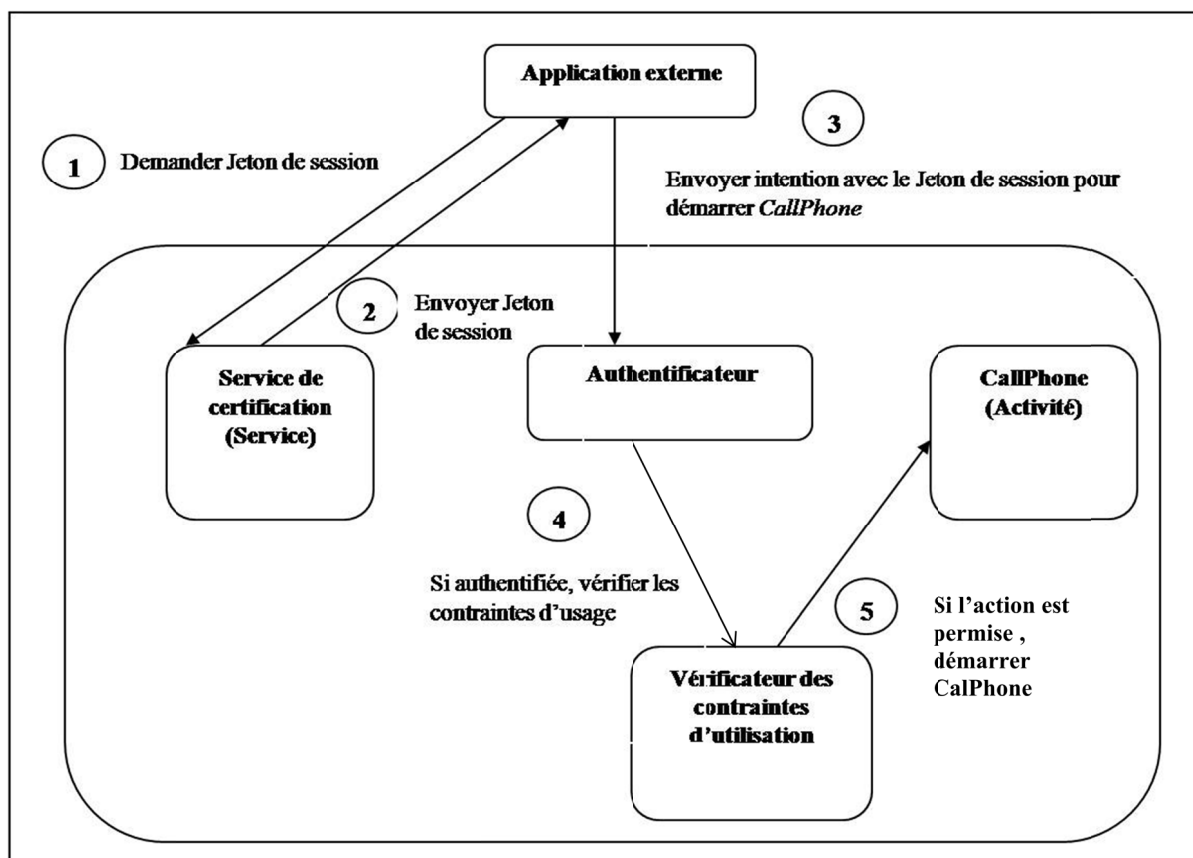 Application externe
1
Demander Jeton de session
3
Envoyer intention avec le Jeton de session pour
démarrer CallPhone
2
Envoyer Jeton
de session
Service de
certification
(Service)
Authentificateur
CallPhone
(Activité)
4
Si authentifiée, vérifier les
contraintes d’usage
5
Si l’action est
permise ,
démarrer
CalPhone
Vérificateur des
contraintes
d’utilisation